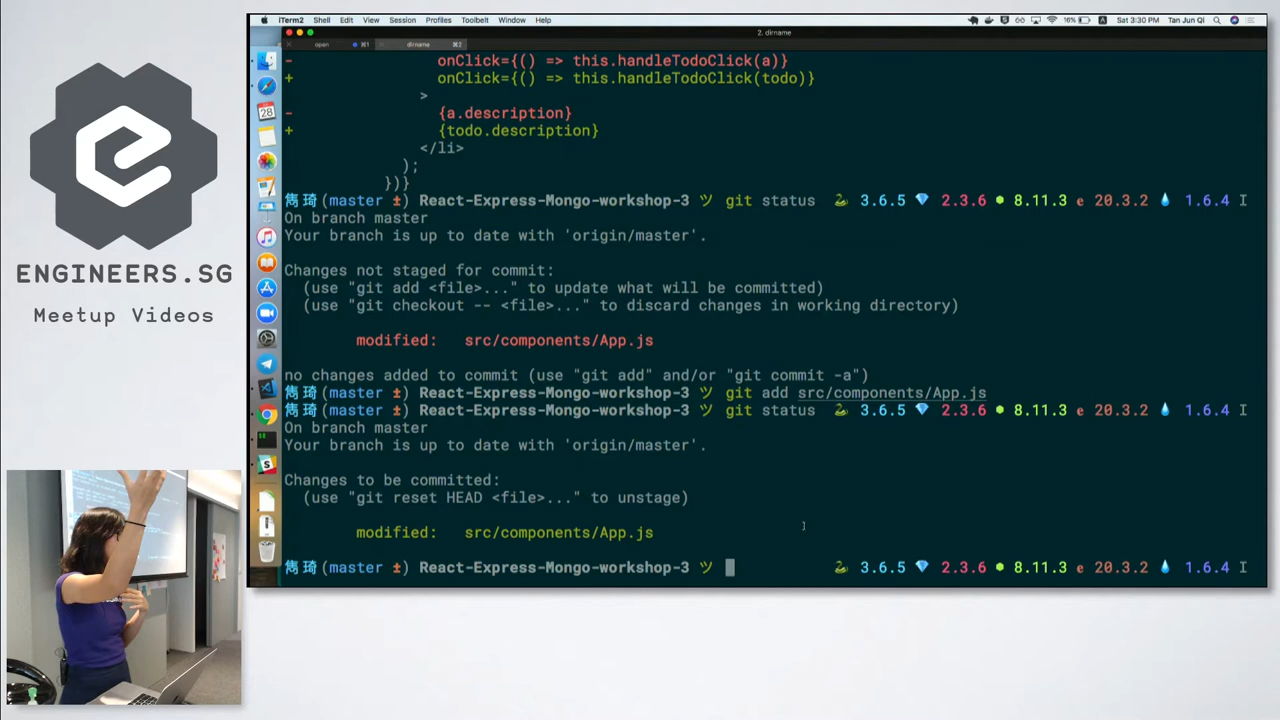 ENGINEERS.SG
Meetup Videos
iTerm2 Shell Edit View Session Profiles Toolbelt Window Help
16% A Sat 3:30 PM Tan Jun Qi
2. dirname
open ⌘1 dirname ⌘2
- onClick={() => this.handleTodoClick(a)}
+ onClick={() => this.handleTodoClick(todo)}
>
- {a.description}
+ {todo.description}
</li>
);
})}
雋琦(master ±) React-Express-Mongo-workshop-3 ツ git status 🐍 3.6.5 💎 2.3.6 ⬢ 8.11.3 e 20.3.2 💧 1.6.4
On branch master
Your branch is up to date with 'origin/master'.
Changes not staged for commit:
(use "git add <file>..." to update what will be committed)
(use "git checkout -- <file>..." to discard changes in working directory)
modified: src/components/App.js
no changes added to commit (use "git add" and/or "git commit -a")
雋琦(master ±) React-Express-Mongo-workshop-3 ツ git add src/components/App.js
雋琦(master ±) React-Express-Mongo-workshop-3 ツ git status 🐍 3.6.5 💎 2.3.6 ⬢ 8.11.3 e 20.3.2 💧 1.6.4
On branch master
Your branch is up to date with 'origin/master'.
Changes to be committed:
(use "git reset HEAD <file>..." to unstage)
modified: src/components/App.js
雋琦(master ±) React-Express-Mongo-workshop-3 ツ 🐍 3.6.5 💎 2.3.6 ⬢ 8.11.3 e 20.3.2 💧 1.6.4
28